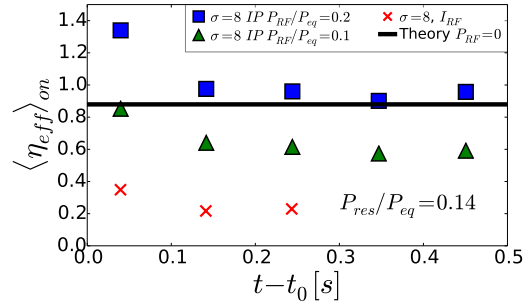 σ=8 IP P_RF/P_eq=0.2
σ=8 IP P_RF/P_eq=0.1
σ=8, I_RF
Theory P_RF=0
⟨η_eff⟩_on
1.4
1.2
1.0
0.8
0.6
0.4
0.2
0.0
P_res/P_eq=0.14
0.0 0.1 0.2 0.3 0.4 0.5
t−t_0 [s]